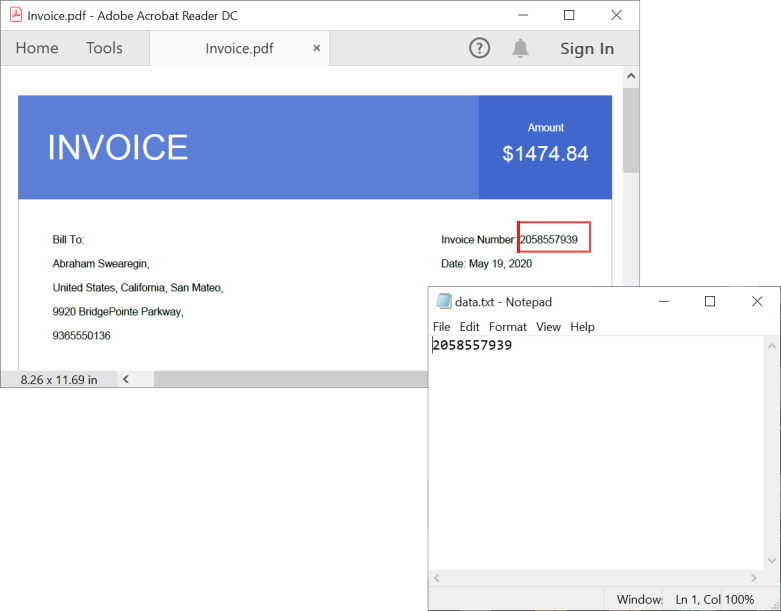 Invoice.pdf - Adobe Acrobat Reader DC
Home Tools Invoice.pdf × ? Sign In
INVOICE
Amount
$1474.84
Bill To:
Abraham Swearegin,
United States, California, San Mateo,
9920 BridgePointe Parkway,
9365550136
Invoice Number: 2058557939
Date: May 19, 2020
8.26 x 11.69 in
data.txt - Notepad
File Edit Format View Help
2058557939
Windows Ln 1, Col 100%